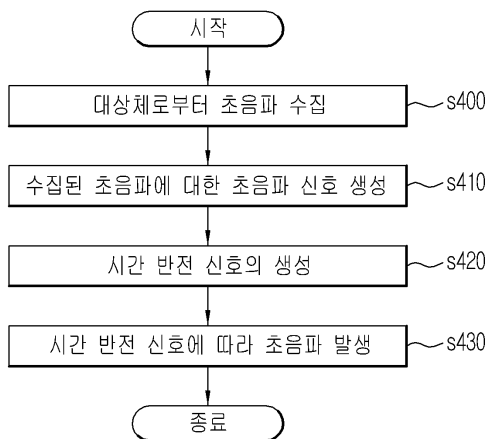 시작
대상체로부터 초음파 수집
s400
수집된 초음파에 대한 초음파 신호 생성
s410
시간 반전 신호의 생성
s420
시간 반전 신호에 따라 초음파 발생
s430
종료